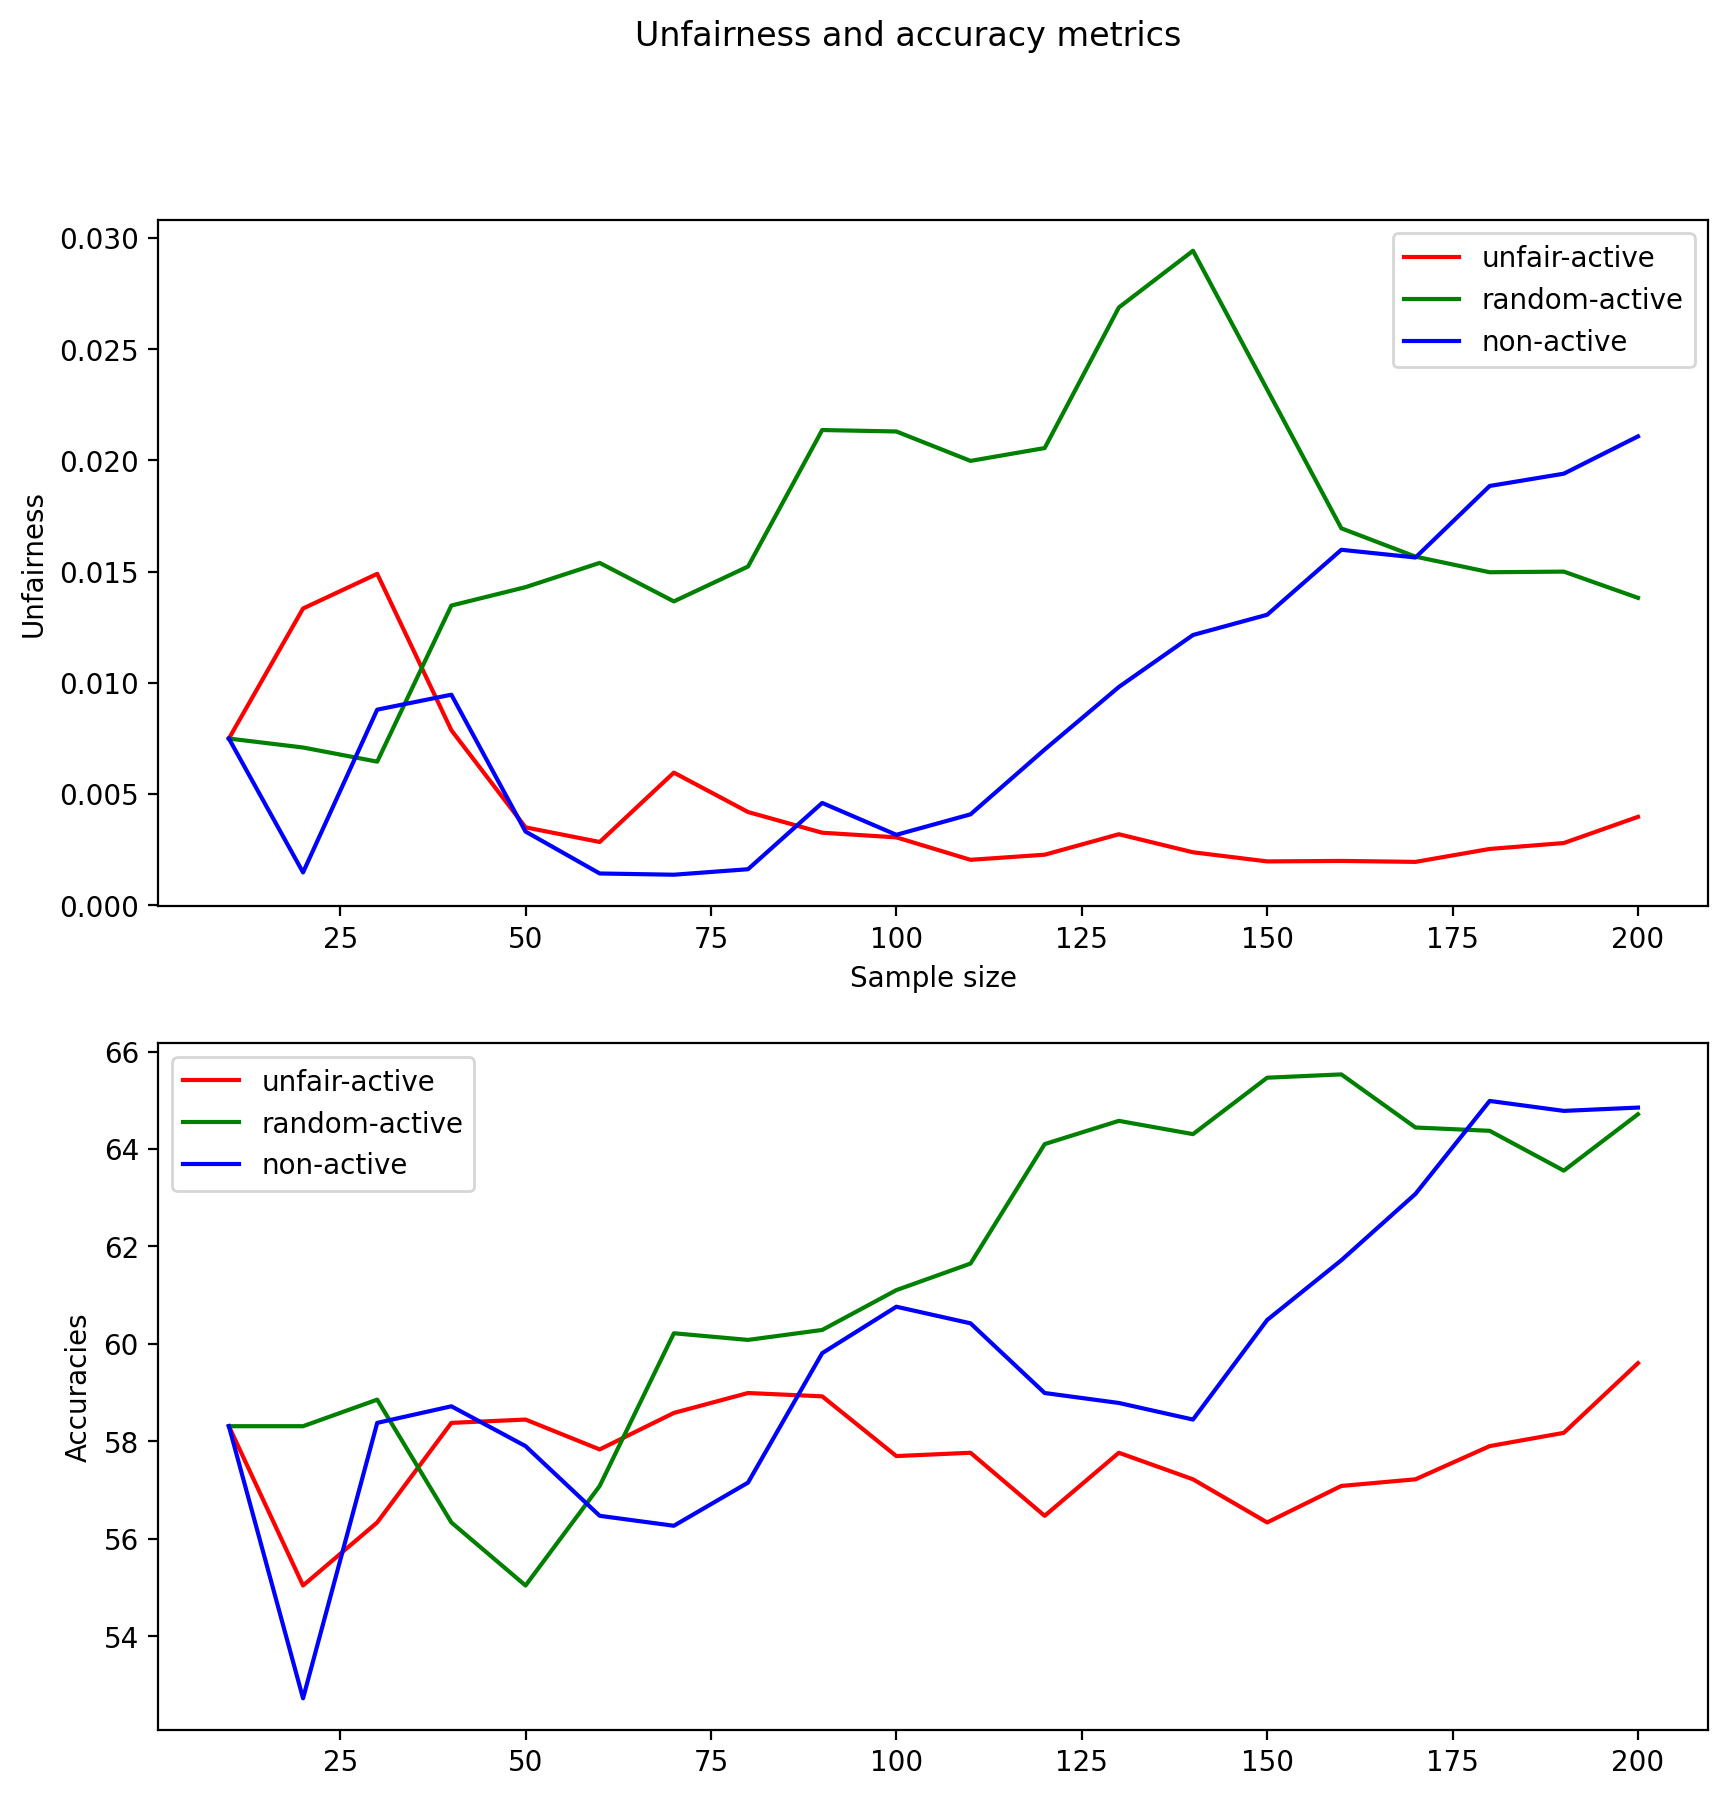 Unfairness and accuracy metrics
0.030
0.025
0.020
0.015
0.010
0.005
0.000
Unfairness
unfair-active
random-active
non-active
25 50 75 100 125 150 175 200
Sample size
66
64
62
60
58
56
54
Accuracies
unfair-active
random-active
non-active
25 50 75 100 125 150 175 200